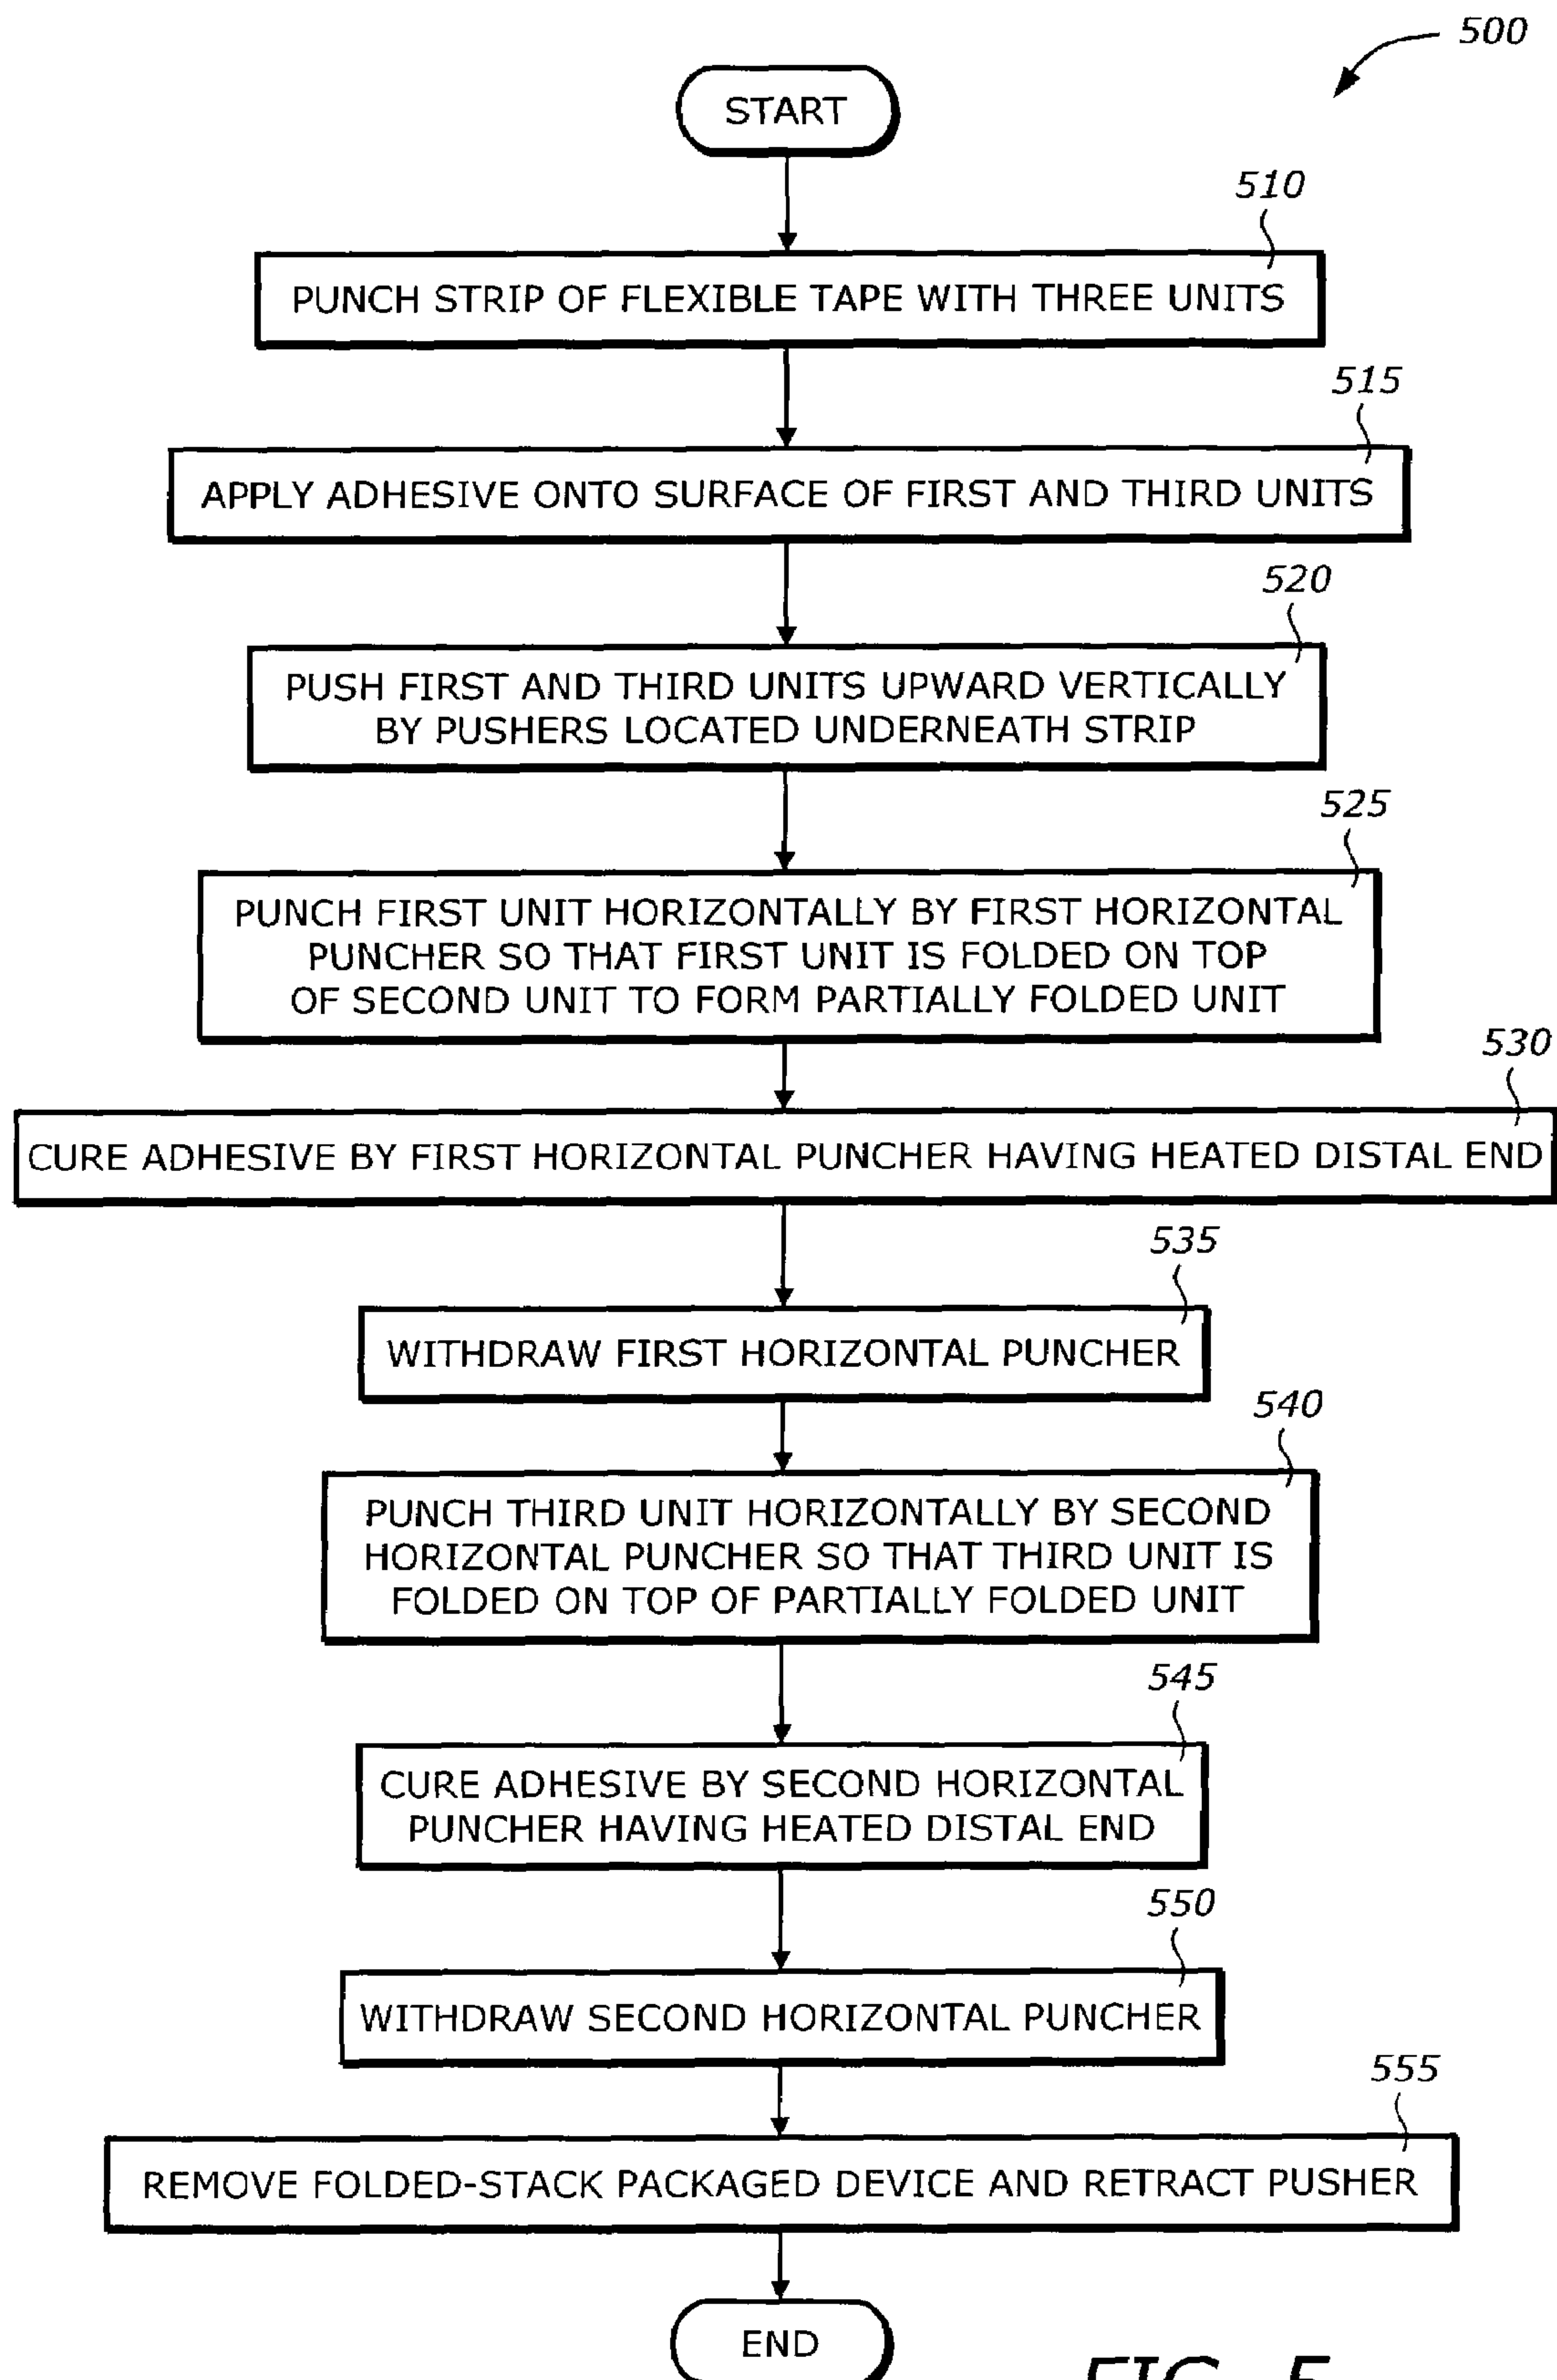 500
START
510
PUNCH STRIP OF FLEXIBLE TAPE WITH THREE UNITS
515
APPLY ADHESIVE ONTO SURFACE OF FIRST AND THIRD UNITS
520
PUSH FIRST AND THIRD UNITS UPWARD VERTICALLY
BY PUSHERS LOCATED UNDERNEATH STRIP
525
PUNCH FIRST UNIT HORIZONTALLY BY FIRST HORIZONTAL
PUNCHER SO THAT FIRST UNIT IS FOLDED ON TOP
OF SECOND UNIT TO FORM PARTIALLY FOLDED UNIT
530
CURE ADHESIVE BY FIRST HORIZONTAL PUNCHER HAVING HEATED DISTAL END
535
WITHDRAW FIRST HORIZONTAL PUNCHER
540
PUNCH THIRD UNIT HORIZONTALLY BY SECOND
HORIZONTAL PUNCHER SO THAT THIRD UNIT IS
FOLDED ON TOP OF PARTIALLY FOLDED UNIT
545
CURE ADHESIVE BY SECOND HORIZONTAL
PUNCHER HAVING HEATED DISTAL END
550
WITHDRAW SECOND HORIZONTAL PUNCHER
555
REMOVE FOLDED-STACK PACKAGED DEVICE AND RETRACT PUSHER
END
FIG. 5